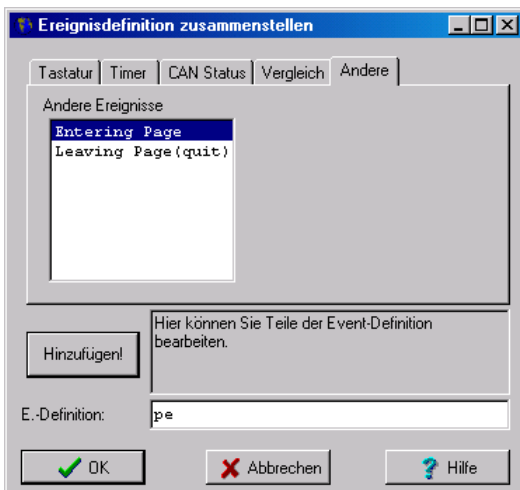 Ereignisdefinition zusammenstellen
Tastatur Timer CAN Status Vergleich Andere
Andere Ereignisse
Entering Page
Leaving Page(quit)
Hinzufügen!
Hier können Sie Teile der Event-Definition
bearbeiten.
E.-Definition: pe
OK Abbrechen ? Hilfe